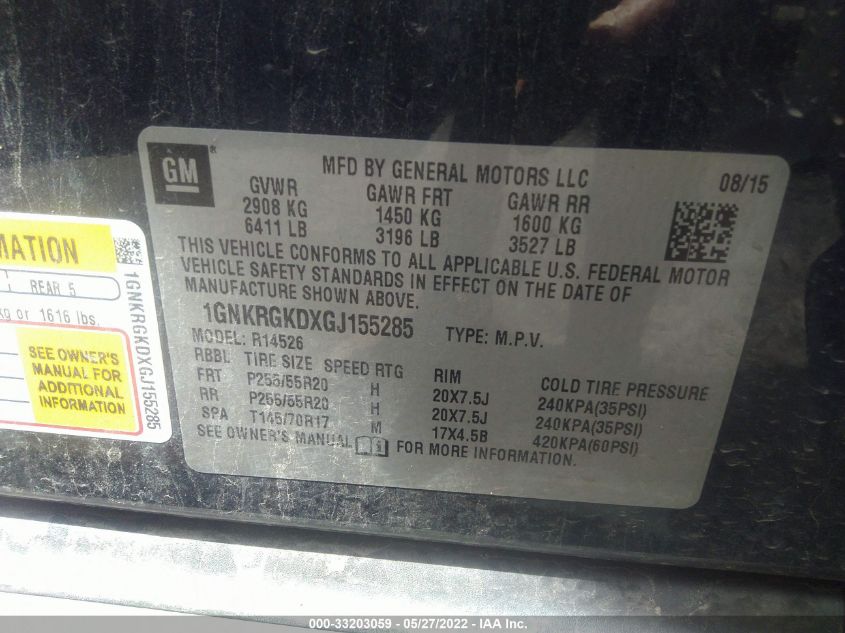 GM®
MFD BY GENERAL MOTORS LLC
08/15
GVWR GAWR FRT GAWR RR
2908 KG 1450 KG 1600 KG
6411 LB 3196 LB 3527 LB
THIS VEHICLE CONFORMS TO ALL APPLICABLE U.S. FEDERAL MOTOR
VEHICLE SAFETY STANDARDS IN EFFECT ON THE DATE OF
MANUFACTURE SHOWN ABOVE.
1GNKRGKDXGJ155285 TYPE: M.P.V.
MODEL: R14526
RBBL TIRE SIZE SPEED RTG RIM COLD TIRE PRESSURE
FRT P255/55R20 H 20X7.5J 240KPA(35PSI)
RR P255/55R20 H 20X7.5J 240KPA(35PSI)
SPA T145/70R17 M 17X4.5B 420KPA(60PSI)
SEE OWNER'S MANUAL FOR MORE INFORMATION.
MATION
REAR 5
kg or 1616 lbs.
SEE OWNER'S
MANUAL FOR
ADDITIONAL
INFORMATION
1GNKRGKDXGJ155285
000-33203059 - 05/27/2022 - IAA Inc.